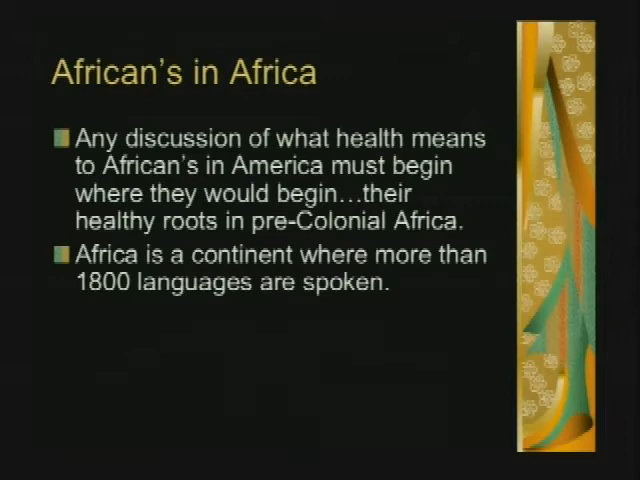 African's in Africa
Any discussion of what health means
to African's in America must begin
where they would begin…their
healthy roots in pre-Colonial Africa.
Africa is a continent where more than
1800 languages are spoken.